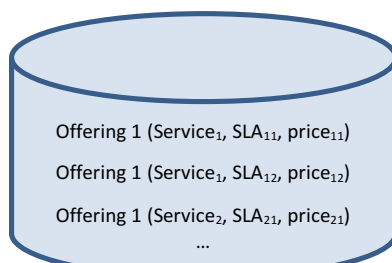 Offering 1 (Service₁, SLA₁₁, price₁₁)
Offering 1 (Service₁, SLA₁₂, price₁₂)
Offering 1 (Service₂, SLA₂₁, price₂₁)
...